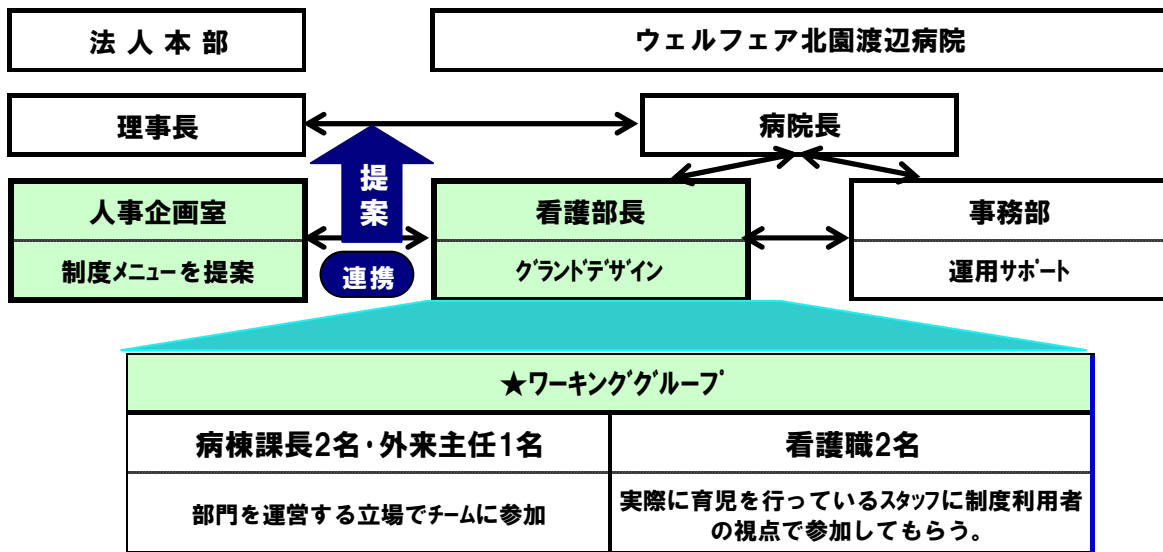 法人本部
ウェルフェア北園渡辺病院
理事長
病院長
提案
人事企画室
看護部長
事務部
制度メニューを提案
連携
グランドデザイン
運用サポート
★ワーキンググループ
病棟課長2名・外来主任1名
看護職2名
部門を運営する立場でチームに参加
実際に育児を行っているスタッフに制度利用者
の視点で参加してもらう。